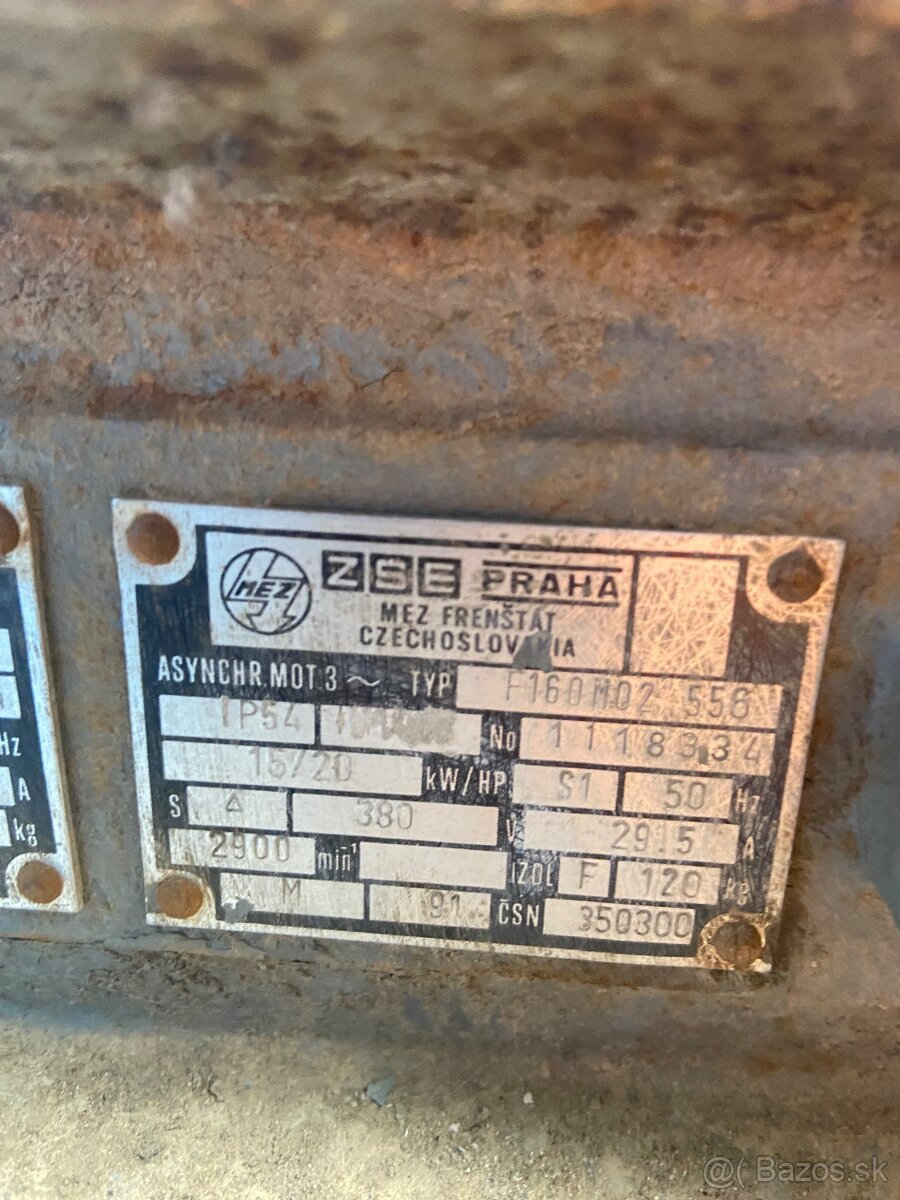 MEZ ZSE PRAHA
MEZ FRENŠTÁT
CZECHOSLOVAKIA
ASYNCHR. MOT. 3 ~ TYP F160M02 556
IP54 No 1118334
15/20 kW/HP S1 50 Hz
S △ 380 V 29.5 A
2900 min⁻¹ IZOL F 120 kg
M 91 ČSN 350300
Hz
A
kg
@( Bazos.sk